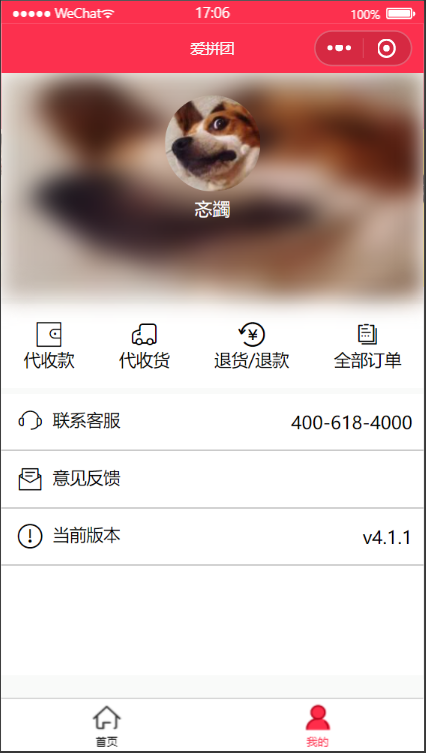 WeChat 17:06 100%
爱拼团
忞蠲
代收款 代收货 退货/退款 全部订单
联系客服 400-618-4000
意见反馈
当前版本 v4.1.1
首页 我的